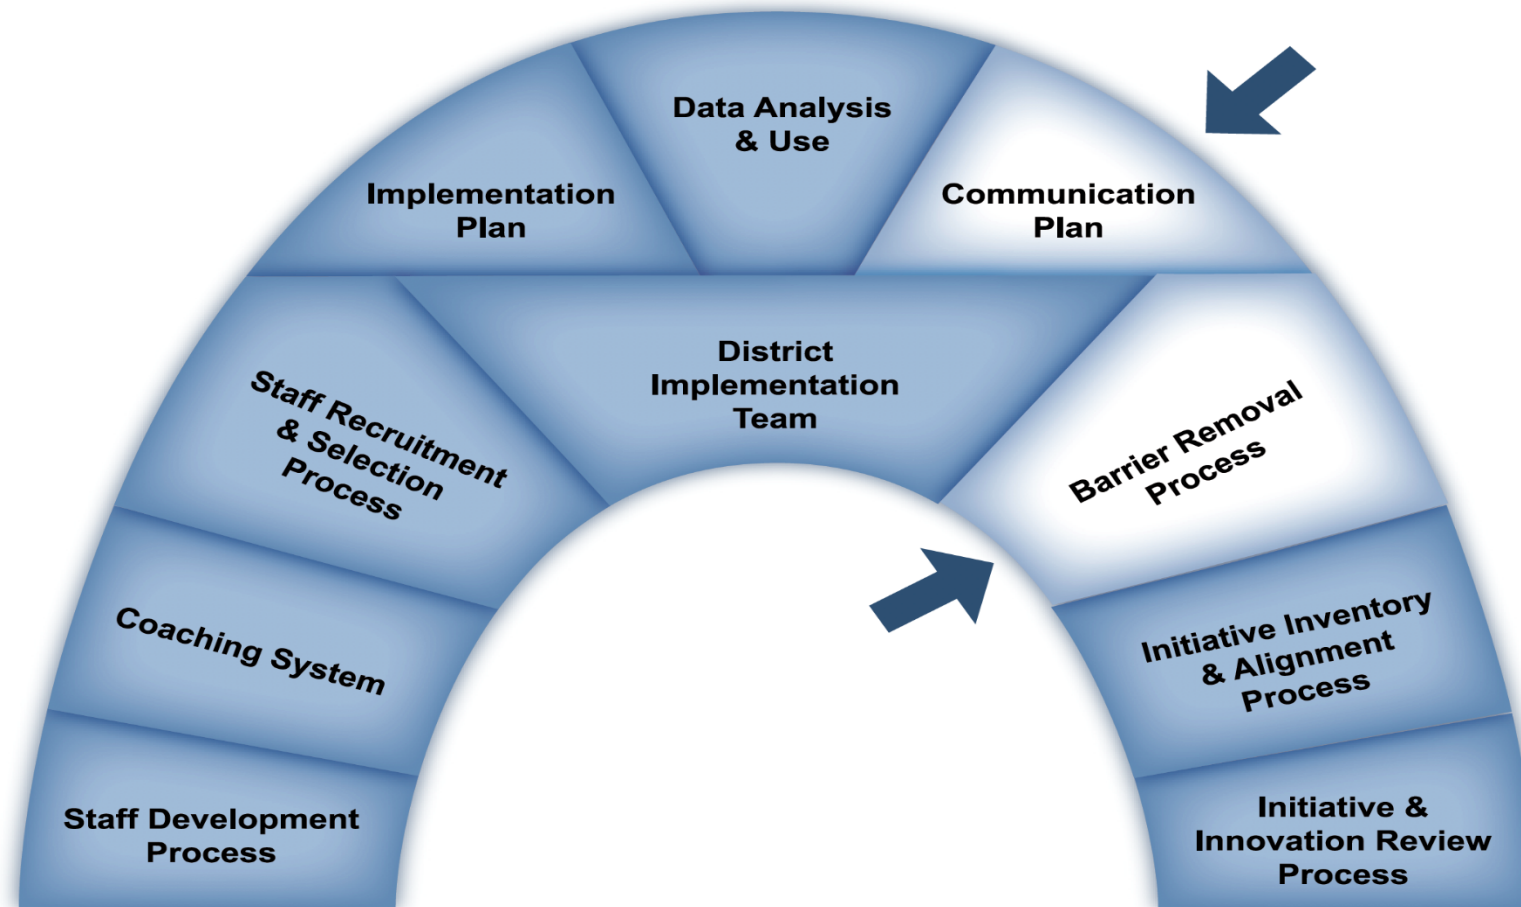 Data Analysis
& Use
Implementation
Plan
Communication
Plan
District
Implementation
Team
Staff Recruitment
& Selection
Process
Barrier Removal
Process
Coaching System
Initiative Inventory
& Alignment
Process
Staff Development
Process
Initiative &
Innovation Review
Process